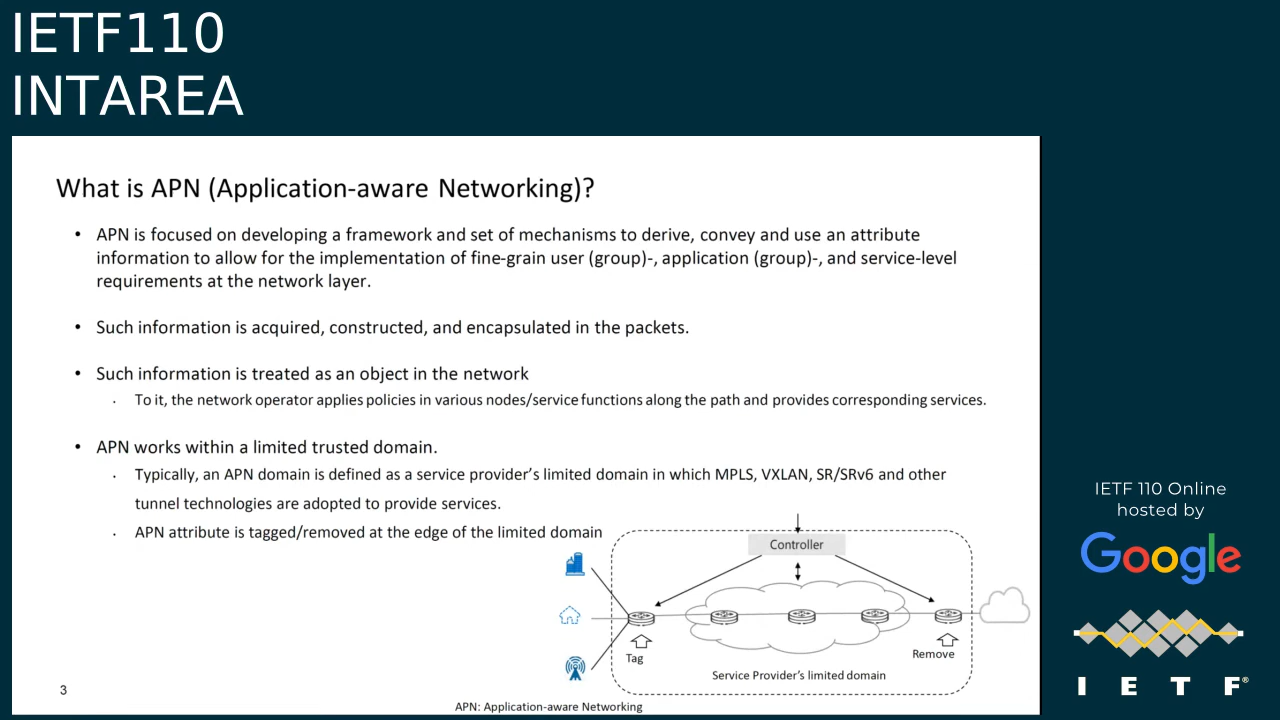 IETF110
INTAREA
What is APN (Application-aware Networking)?
• APN is focused on developing a framework and set of mechanisms to derive, convey and use an attribute
information to allow for the implementation of fine-grain user (group)-, application (group)-, and service-level
requirements at the network layer.
• Such information is acquired, constructed, and encapsulated in the packets.
• Such information is treated as an object in the network
• To it, the network operator applies policies in various nodes/service functions along the path and provides corresponding services.
• APN works within a limited trusted domain.
• Typically, an APN domain is defined as a service provider's limited domain in which MPLS, VXLAN, SR/SRv6 and other
tunnel technologies are adopted to provide services.
• APN attribute is tagged/removed at the edge of the limited domain
Controller
Tag
Remove
Service Provider's limited domain
3
APN: Application-aware Networking
IETF 110 Online
hosted by
Google
I E T F®